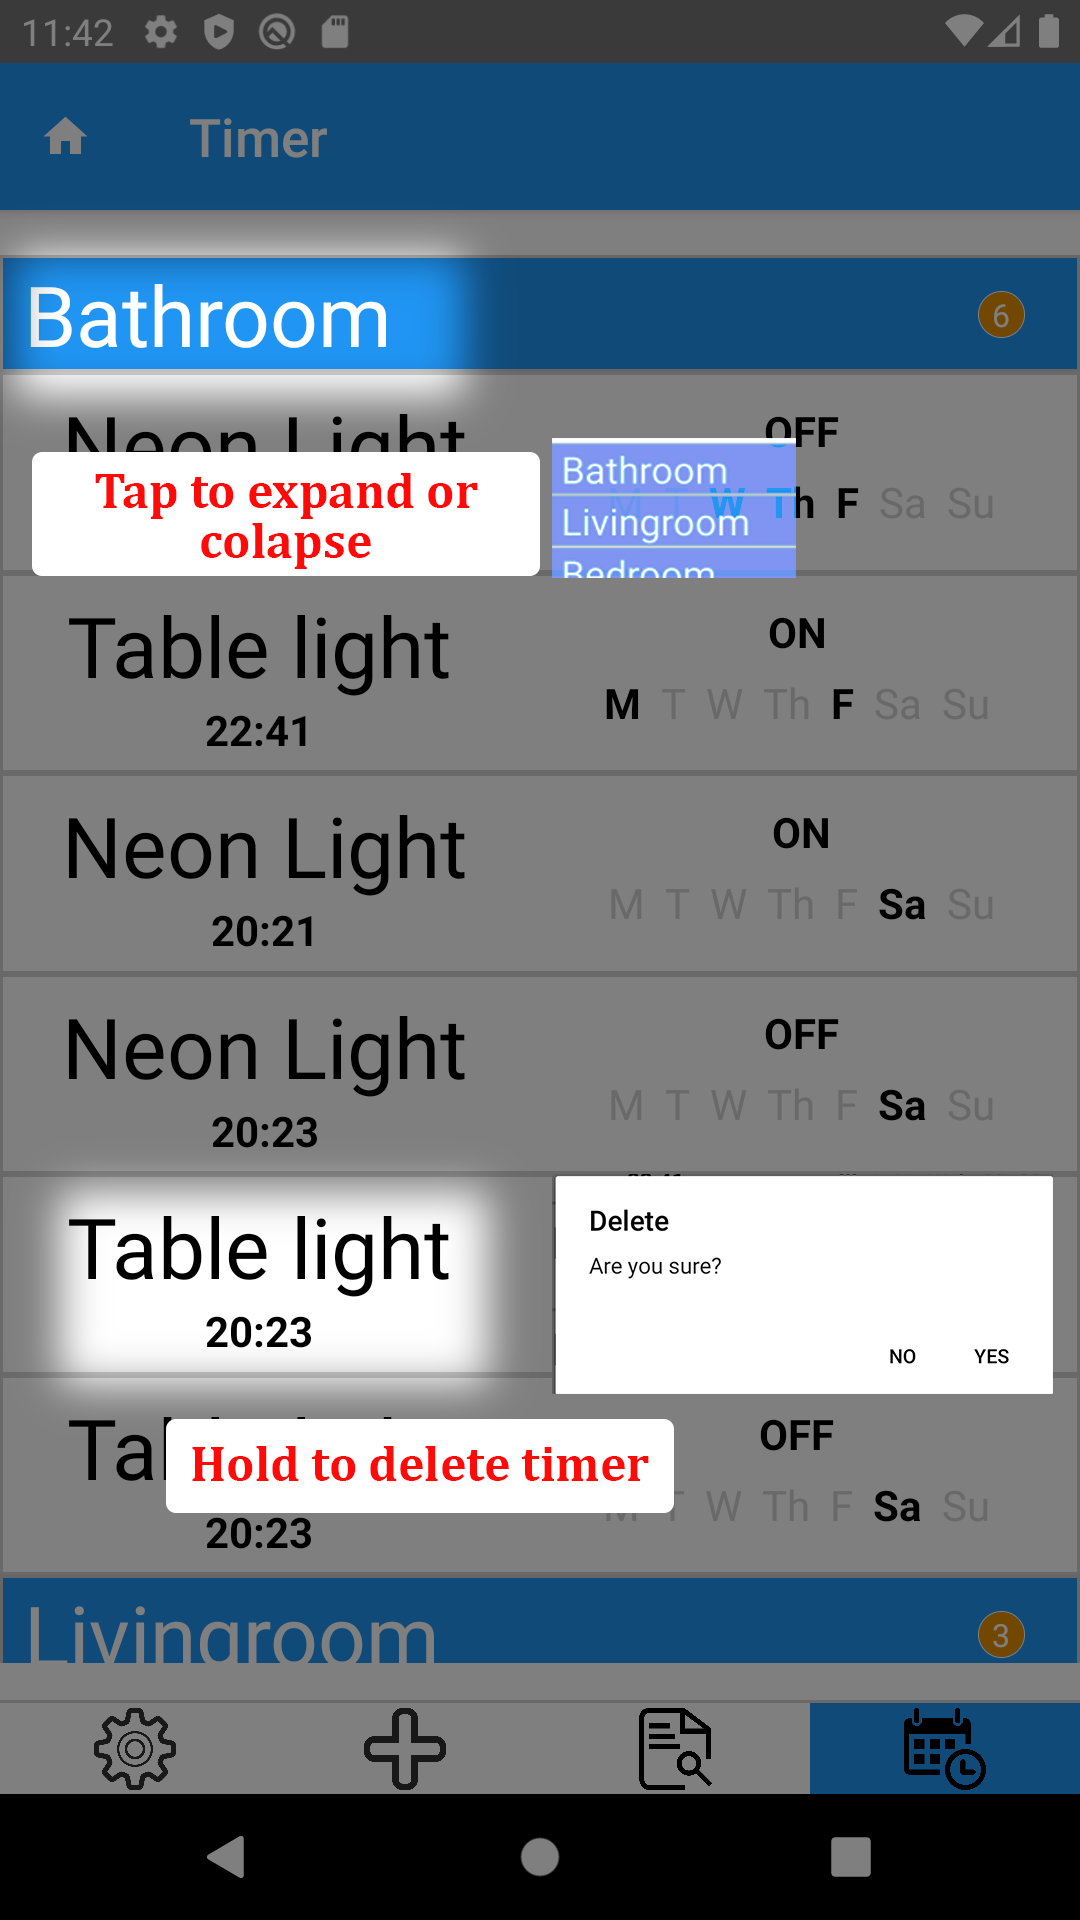 11:42
Timer
Bathroom
6
Neon Light
OFF
Tap to expand or
colapse
Bathroom
Livingroom
Bedroom
M T W Th F Sa Su
Table light
ON
22:41
M T W Th F Sa Su
Neon Light
ON
20:21
M T W Th F Sa Su
Neon Light
OFF
20:23
M T W Th F Sa Su
Table light
20:23
Delete
Are you sure?
NO YES
OFF
Hold to delete timer
M T W Th F Sa Su
20:23
Livingroom
3